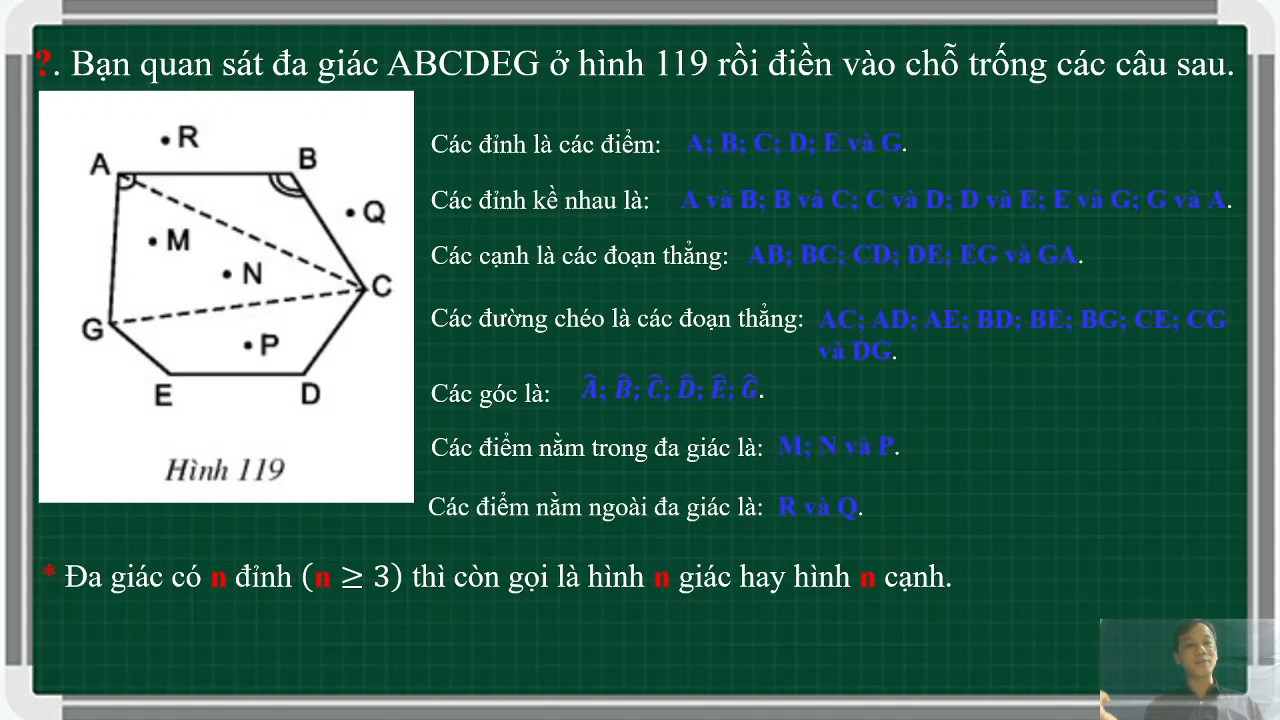 ?. Bạn quan sát đa giác ABCDEG ở hình 119 rồi điền vào chỗ trống các câu sau.
R
A
B
Q
M
N
C
G
P
E
D
Hình 119
Các đỉnh là các điểm: A; B; C; D; E và G.
Các đỉnh kề nhau là: A và B; B và C; C và D; D và E; E và G; G và A.
Các cạnh là các đoạn thẳng: AB; BC; CD; DE; EG và GA.
Các đường chéo là các đoạn thẳng: AC; AD; AE; BD; BE; BG; CE; CG
và DG.
Các góc là: Â; B̂; Ĉ; D̂; Ê; Ĝ.
Các điểm nằm trong đa giác là: M; N và P.
Các điểm nằm ngoài đa giác là: R và Q.
* Đa giác có n đỉnh (n ≥ 3) thì còn gọi là hình n giác hay hình n cạnh.